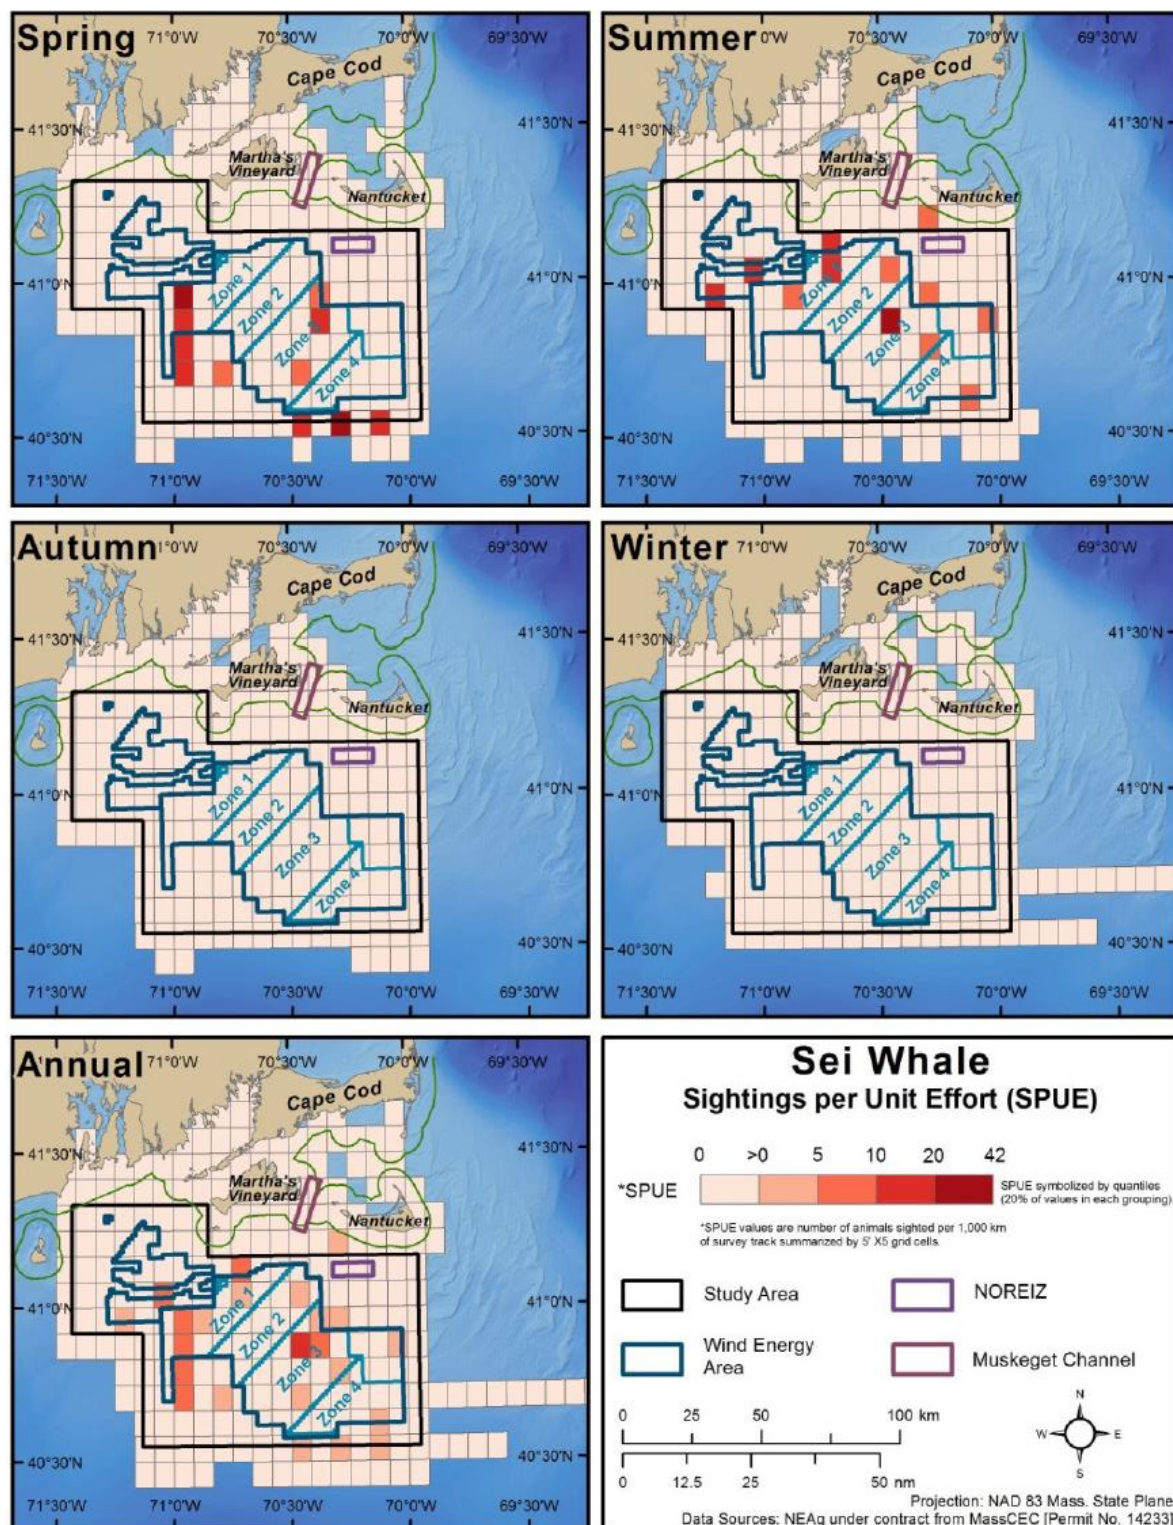 Spring
71°0'W
70°30'W
70°0'W
69°30'W
Cape Cod
41°30'N
41°30'N
Martha's
Vineyard
Nantucket
41°0'N
41°0'N
Zone 1
Zone 2
Zone 3
Zone 4
40°30'N
40°30'N
71°30'W
71°0'W
70°30'W
70°0'W
69°30'W
Summer
0'W
70°30'W
70°0'W
69°30'W
Cape Cod
41°30'N
41°30'N
Martha's
Vineyard
Nantucket
41°0'N
41°0'N
Zone 1
Zone 2
Zone 3
Zone 4
40°30'N
40°30'N
71°30'W
71°0'W
70°30'W
70°0'W
69°30'W
Autumn
1°0'W
70°30'W
70°0'W
69°30'W
Cape Cod
41°30'N
41°30'N
Martha's
Vineyard
Nantucket
41°0'N
41°0'N
Zone 1
Zone 2
Zone 3
Zone 4
40°30'N
40°30'N
71°30'W
71°0'W
70°30'W
70°0'W
69°30'W
Winter
71°0'W
70°30'W
70°0'W
69°30'W
Cape Cod
41°30'N
41°30'N
Martha's
Vineyard
Nantucket
41°0'N
41°0'N
Zone 1
Zone 2
Zone 3
Zone 4
40°30'N
40°30'N
71°30'W
71°0'W
70°30'W
70°0'W
69°30'W
Annual
71°0'W
70°30'W
70°0'W
69°30'W
Cape Cod
41°30'N
41°30'N
Martha's
Vineyard
Nantucket
41°0'N
41°0'N
Zone 1
Zone 2
Zone 3
Zone 4
40°30'N
40°30'N
71°30'W
71°0'W
70°30'W
70°0'W
69°30'W
Sei Whale
Sightings per Unit Effort (SPUE)
0 >0 5 10 20 42
*SPUE
SPUE symbolized by quantiles
(20% of values in each grouping)
*SPUE values are number of animals sighted per 1,000 km
of survey track summarized by 5' X5 grid cells.
Study Area
NOREIZ
Wind Energy
Area
Muskeget Channel
0 25 50 100 km
0 12.5 25 50 nm
N
W E
S
Projection: NAD 83 Mass. State Plane
Data Sources: NEAq under contract from MassCEC [Permit No. 14233]